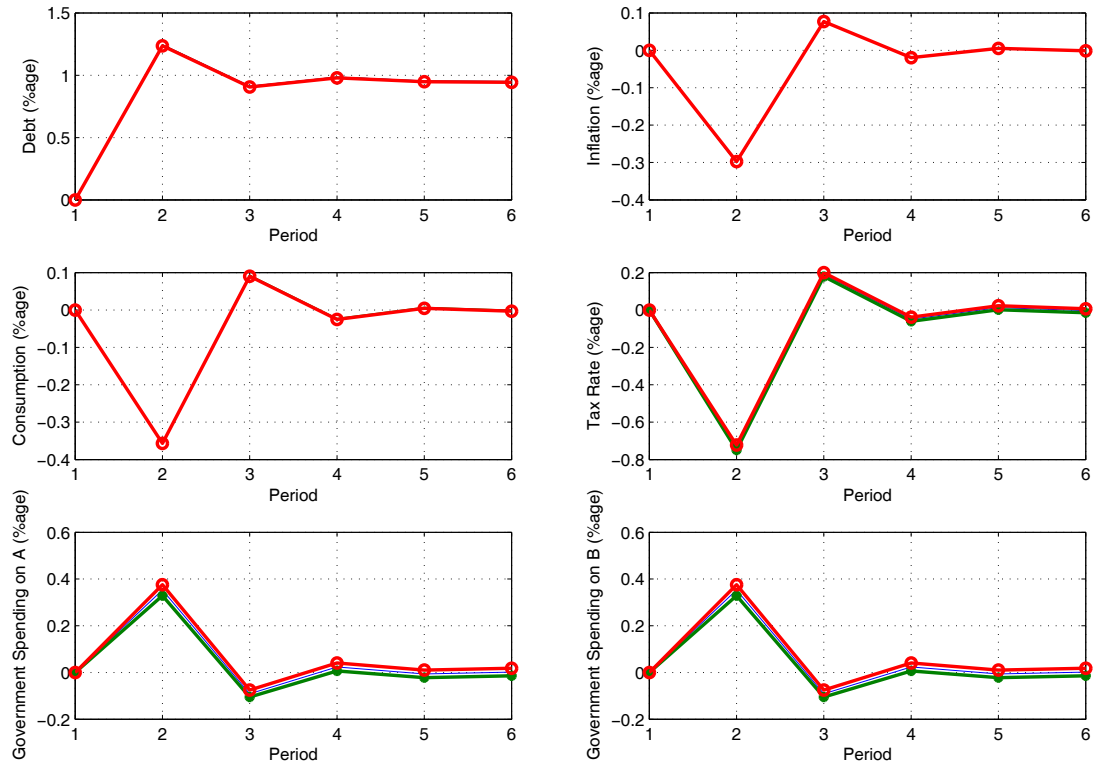 Debt (%age)
1.5
1
0.5
0
1 2 3 4 5 6
Period
Inflation (%age)
0.1
0
−0.1
−0.2
−0.3
−0.4
1 2 3 4 5 6
Period
Consumption (%age)
0.1
0
−0.1
−0.2
−0.3
−0.4
1 2 3 4 5 6
Period
Tax Rate (%age)
0.2
0
−0.2
−0.4
−0.6
−0.8
1 2 3 4 5 6
Period
Government Spending on A (%age)
0.6
0.4
0.2
0
−0.2
1 2 3 4 5 6
Period
Government Spending on B (%age)
0.6
0.4
0.2
0
−0.2
1 2 3 4 5 6
Period